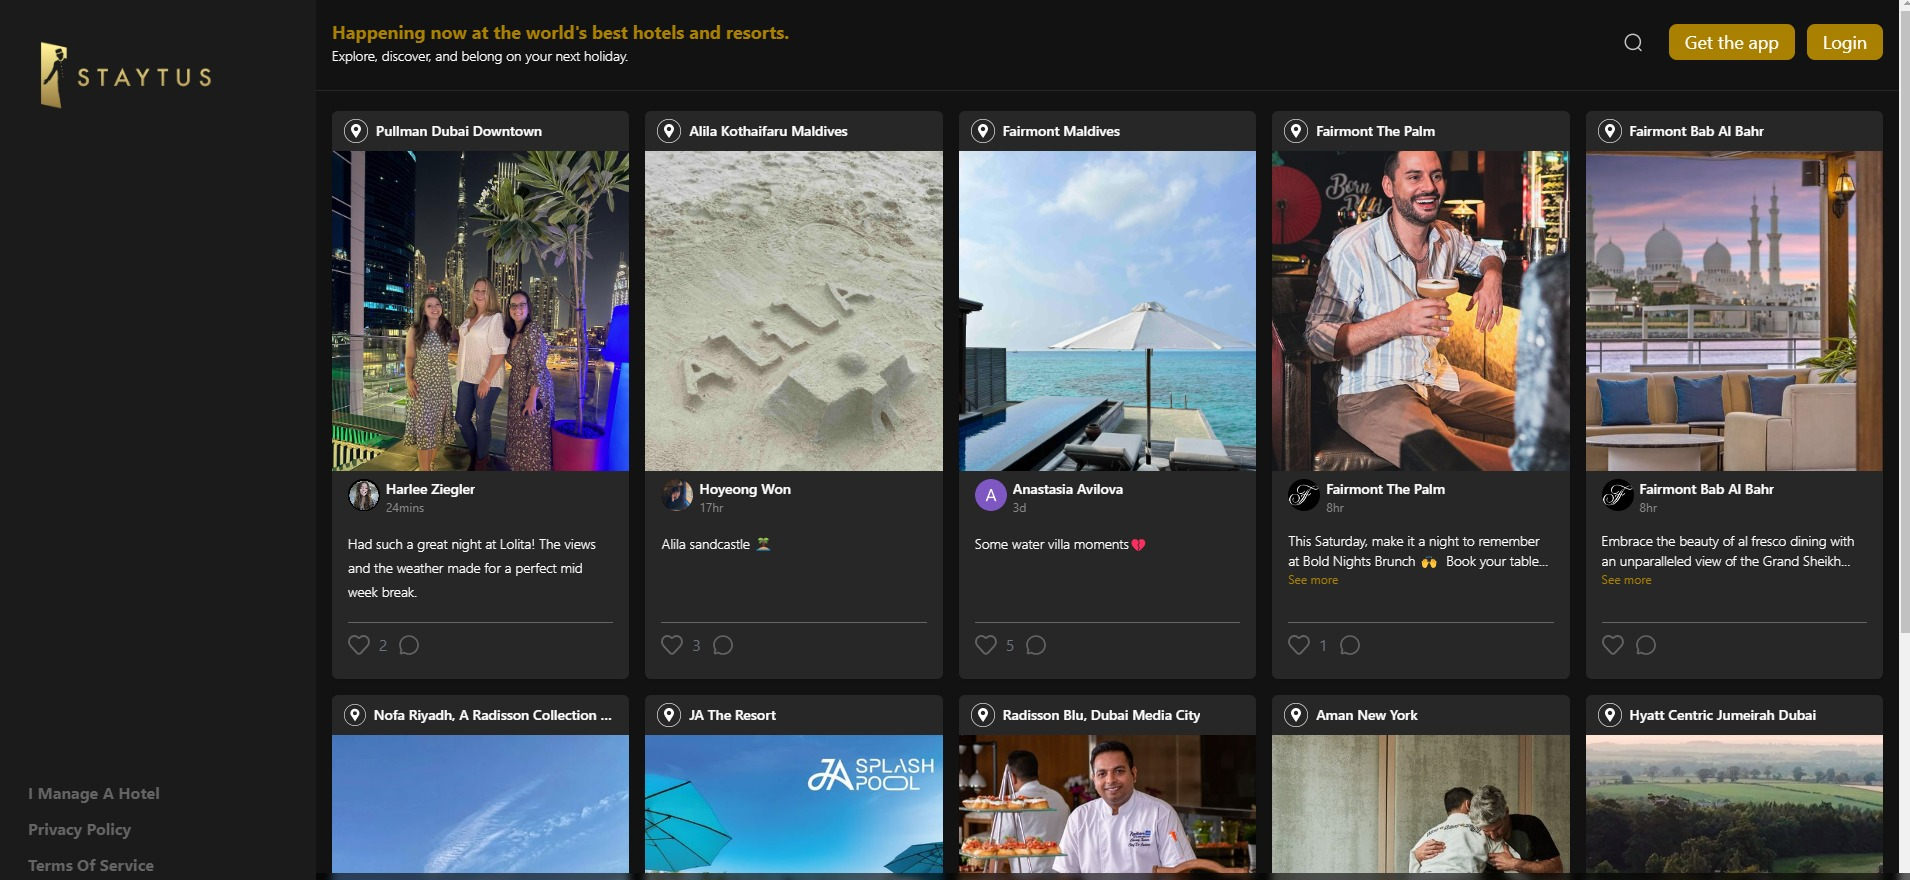 STAYTUS
Happening now at the world's best hotels and resorts.
Explore, discover, and belong on your next holiday.
Get the app
Login
Pullman Dubai Downtown
Harlee Ziegler
24mins
Had such a great night at Lolita! The views
and the weather made for a perfect mid
week break.
2
Alila Kothaifaru Maldives
ALiLA
Hoyeong Won
17hr
Alila sandcastle 🏝️
3
Fairmont Maldives
A
Anastasia Avilova
3d
Some water villa moments💔
5
Fairmont The Palm
Born
Fairmont The Palm
8hr
This Saturday, make it a night to remember
at Bold Nights Brunch 🙌 Book your table...
See more
1
Fairmont Bab Al Bahr
Fairmont Bab Al Bahr
8hr
Embrace the beauty of al fresco dining with
an unparalleled view of the Grand Sheikh...
See more
Nofa Riyadh, A Radisson Collection ...
JA The Resort
JA SPLASH
POOL
Radisson Blu, Dubai Media City
Aman New York
Hyatt Centric Jumeirah Dubai
I Manage A Hotel
Privacy Policy
Terms Of Service